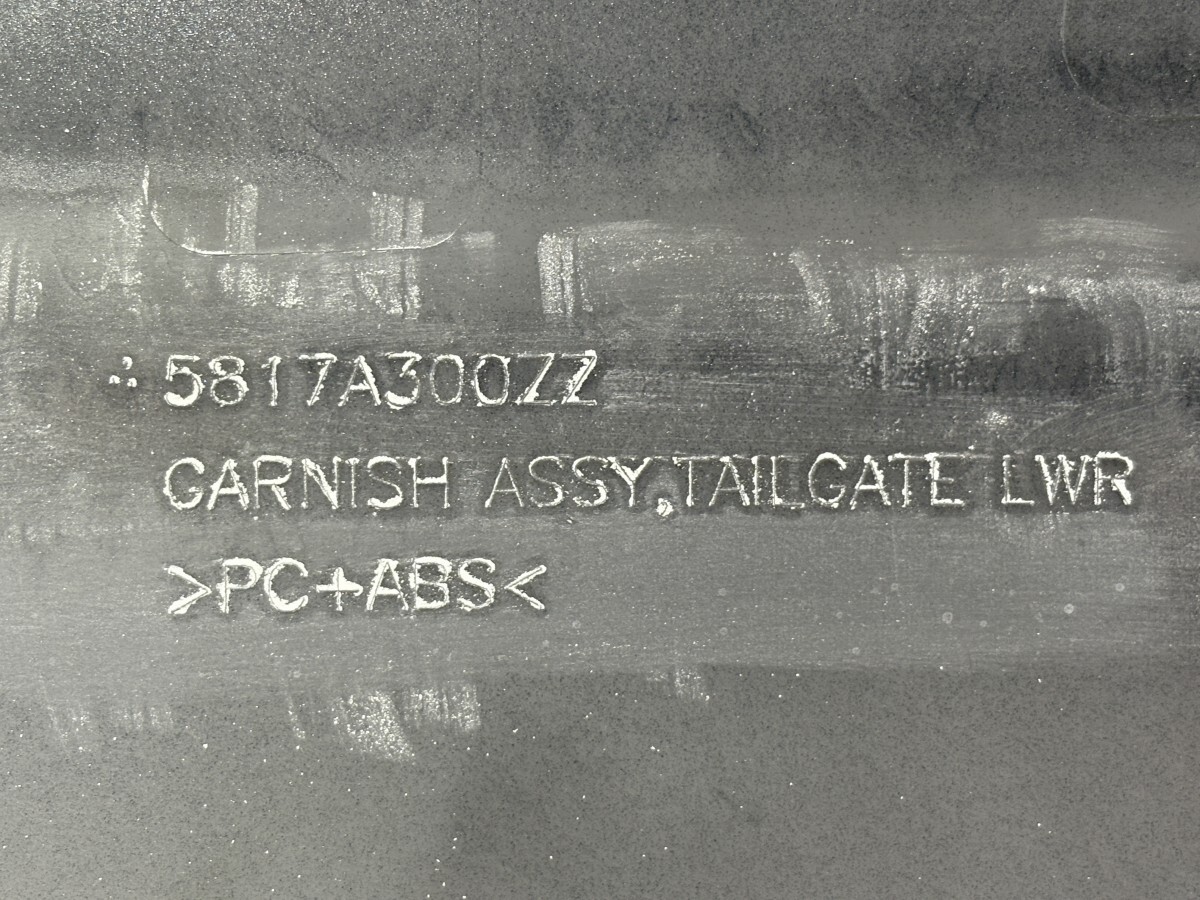 5817A300ZZ
GARNISH ASSY,TAILGATE LWR
>PC+ABS<